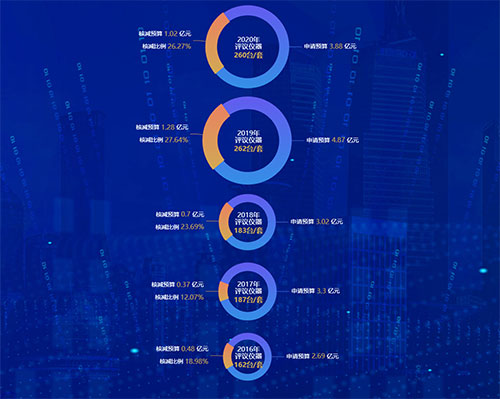 核减预算 1.02 亿元
核减比例 26.27%
2020年
评议仪器
260台/套
申请预算 3.88 亿元
核减预算 1.28 亿元
核减比例 27.64%
2019年
评议仪器
262台/套
申请预算 4.87 亿元
核减预算 0.7 亿元
核减比例 23.69%
2018年
评议仪器
183台/套
申请预算 3.02 亿元
核减预算 0.37 亿元
核减比例 12.07%
2017年
评议仪器
187台/套
申请预算 3.3 亿元
核减预算 0.48 亿元
核减比例 18.98%
2016年
评议仪器
162台/套
申请预算 2.69 亿元